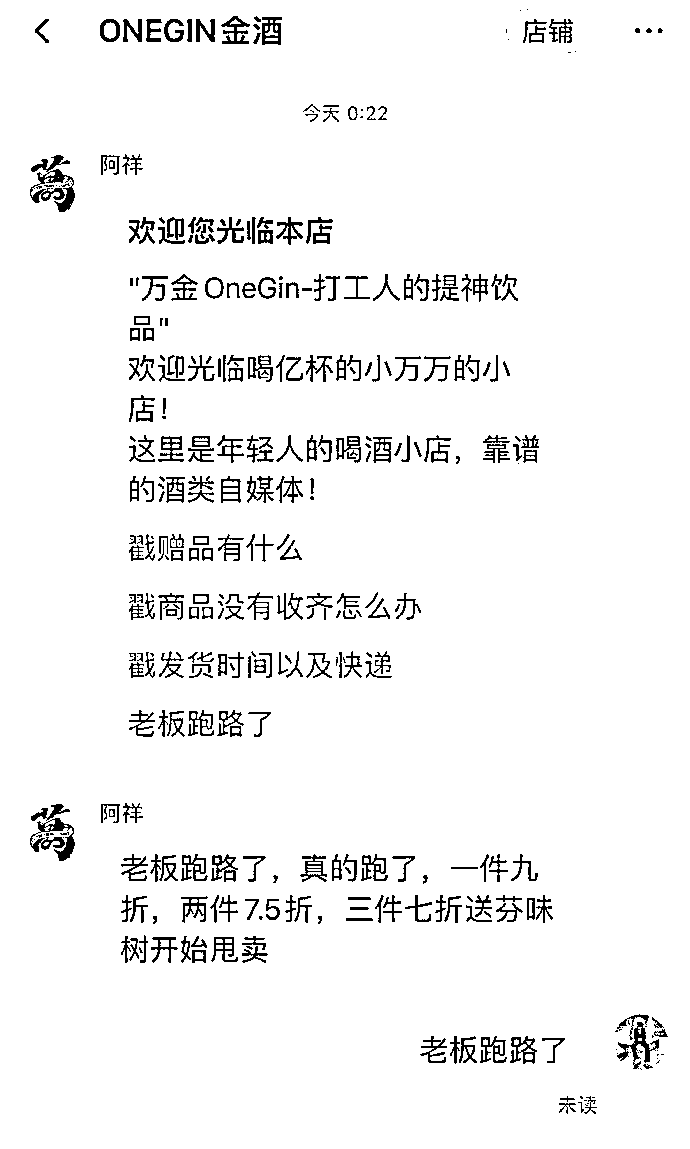 ONEGIN金酒
店铺
今天 0:22
阿祥
欢迎您光临本店
"万金OneGin-打工人的提神饮
品"
欢迎光临喝亿杯的小万万的小
店！
这里是年轻人的喝酒小店，靠谱
的酒类自媒体！
戳赠品有什么
戳商品没有收齐怎么办
戳发货时间以及快递
老板跑路了
阿祥
老板跑路了，真的跑了，一件九
折，两件7.5折，三件七折送芬味
树开始甩卖
老板跑路了
未读